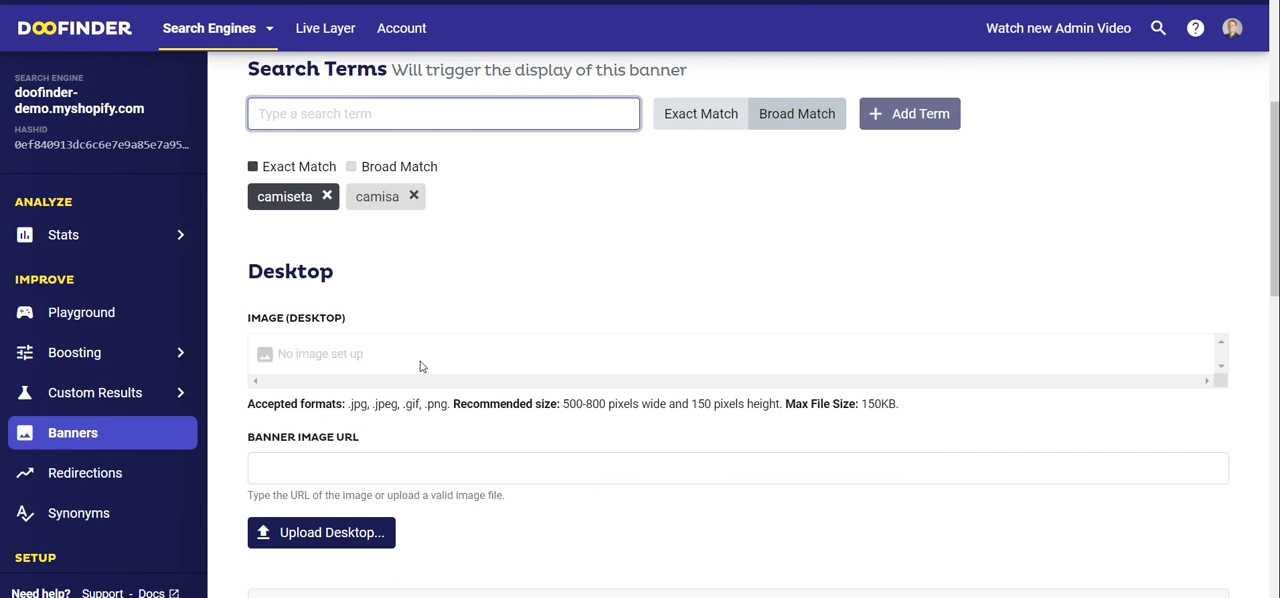 DOOFINDER
Search Engines
Live Layer
Account
Watch new Admin Video
SEARCH ENGINE
doofinder-
demo.myshopify.com
HASHID
0ef840913dc6c6e7e9a85e7a95...
ANALYZE
Stats
IMPROVE
Playground
Boosting
Custom Results
Banners
Redirections
Synonyms
SETUP
Need help? Support - Docs
Search Terms Will trigger the display of this banner
Type a search term
Exact Match
Broad Match
+ Add Term
Exact Match Broad Match
camiseta × camisa ×
Desktop
IMAGE (DESKTOP)
No image set up
Accepted formats: .jpg, .jpeg, .gif, .png. Recommended size: 500-800 pixels wide and 150 pixels height. Max File Size: 150KB.
BANNER IMAGE URL
Type the URL of the image or upload a valid image file.
Upload Desktop...